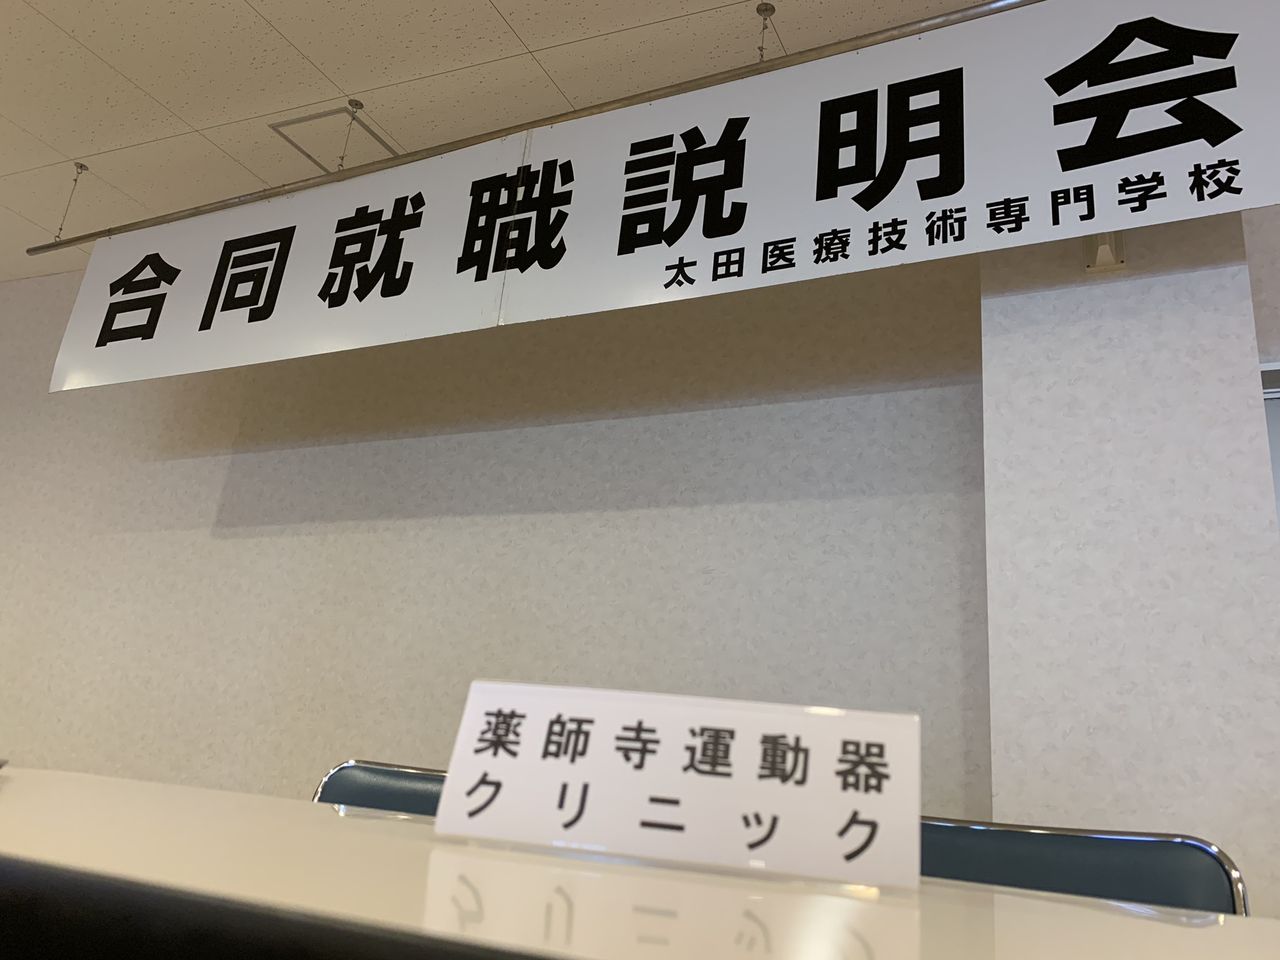 合同就職説明会
太田医療技術専門学校
薬師寺運動器
クリニック